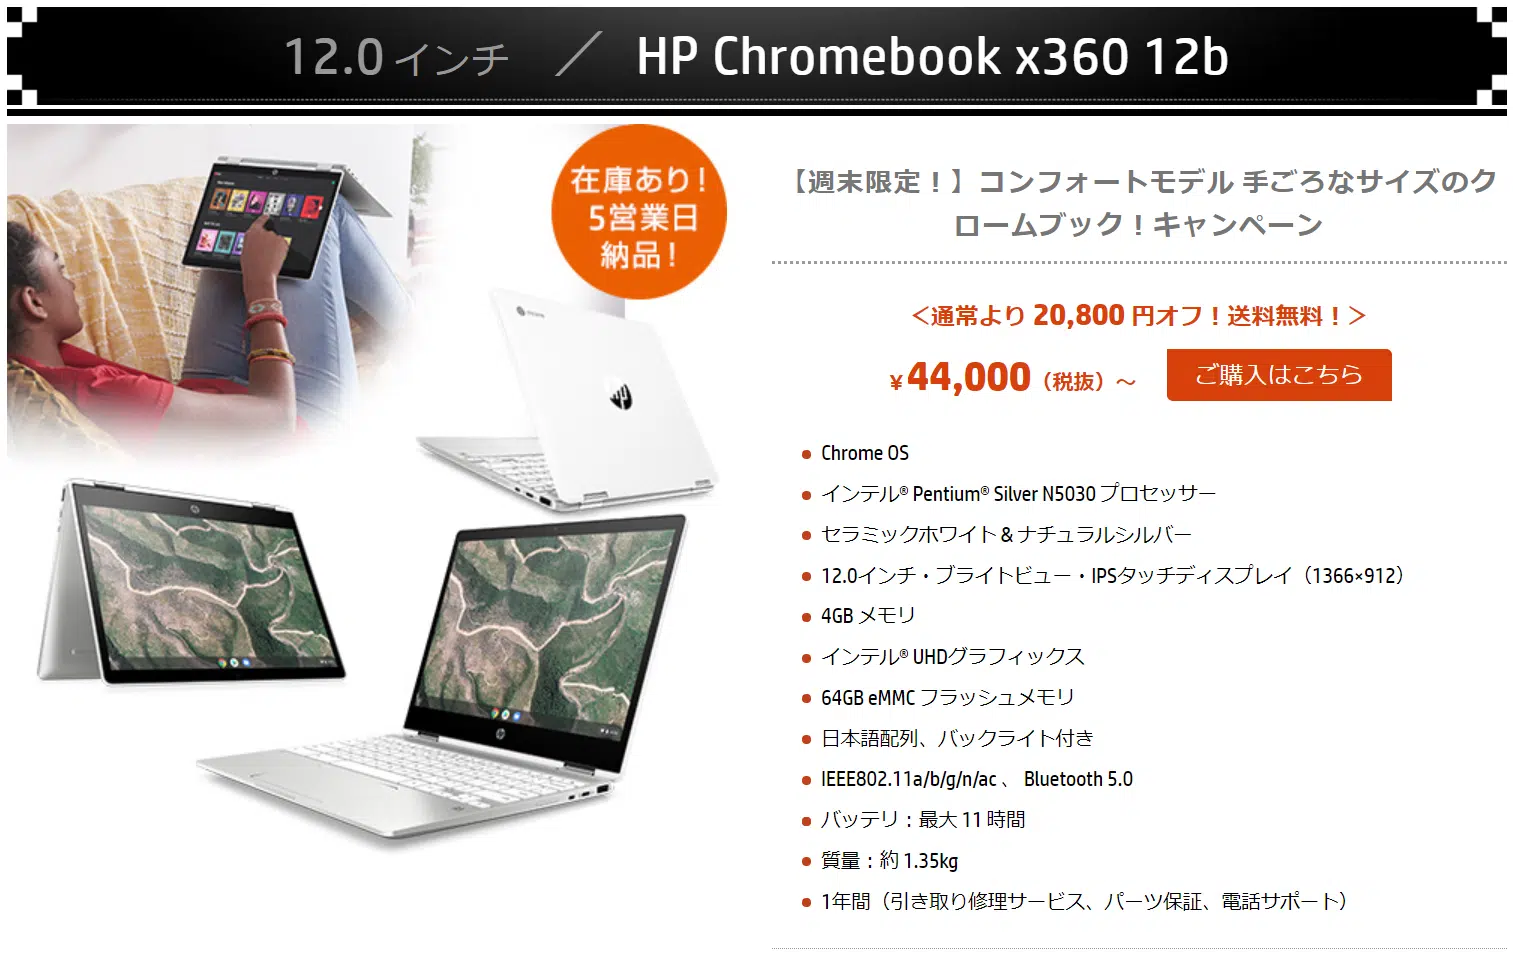 12.0 インチ ／ HP Chromebook x360 12b
在庫あり！
5営業日
納品！
【週末限定！】コンフォートモデル 手ごろなサイズのク
ロームブック！キャンペーン
＜通常より 20,800 円オフ！送料無料！＞
¥44,000（税抜）～
ご購入はこちら
Chrome OS
インテル® Pentium® Silver N5030 プロセッサー
セラミックホワイト＆ナチュラルシルバー
12.0インチ・ブライトビュー・IPSタッチディスプレイ（1366×912）
4GB メモリ
インテル® UHDグラフィックス
64GB eMMC フラッシュメモリ
日本語配列、バックライト付き
IEEE802.11a/b/g/n/ac 、 Bluetooth 5.0
バッテリ：最大 11 時間
質量：約 1.35kg
1年間（引き取り修理サービス、パーツ保証、電話サポート）